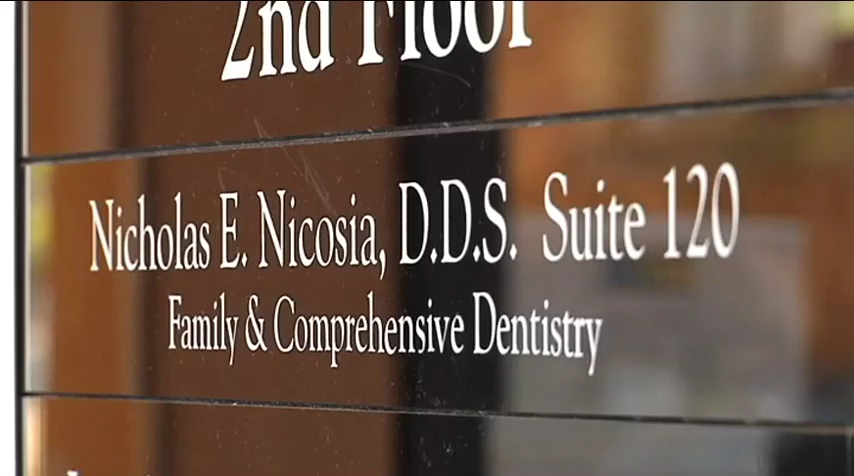 2nd Floor
Nicholas E. Nicosia, D.D.S. Suite 120
Family & Comprehensive Dentistry